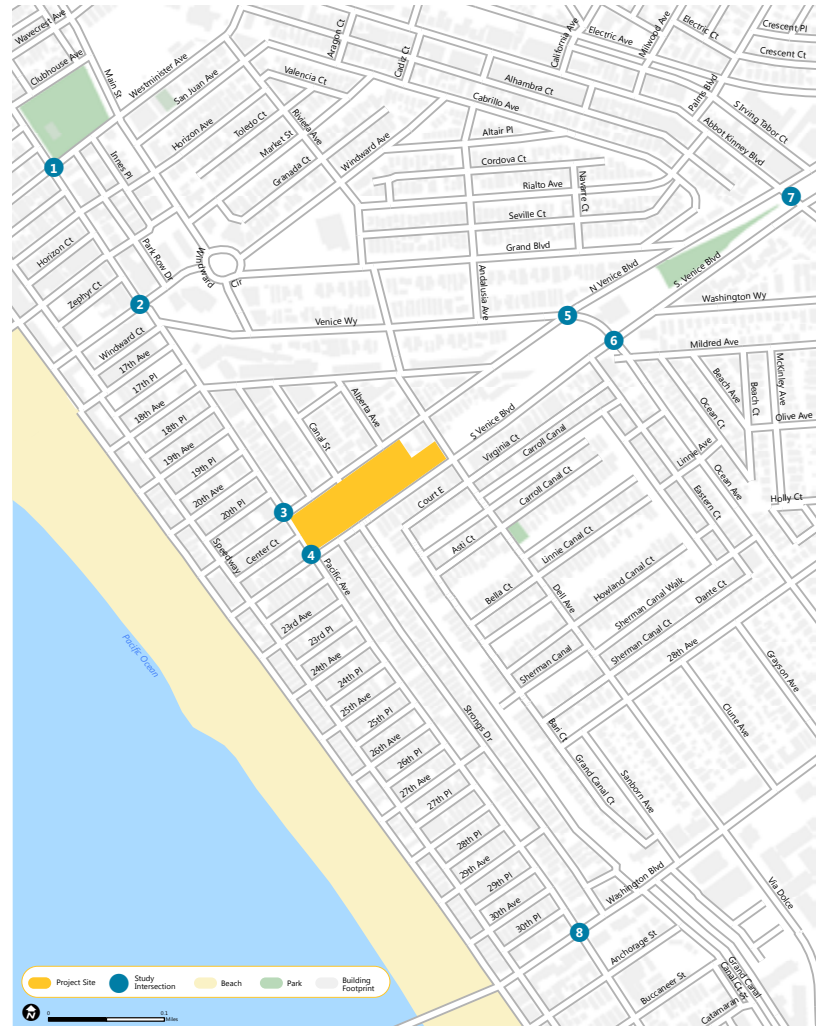 Wavecrest Ave
Clubhouse Ave
Main St
Westminister Ave
San Juan Ave
Horizon Ave
Toledo Ct
Market St
Granada Ct
Riviera Ave
Valencia Ct
Aragon Ct
Cadiz Ct
Windward Ave
Cabrillo Ave
Alhambra Ct
California Ave
Electric Ave
Milwood Ave
Electric Ct
Crescent Pl
Crescent Ct
Palms Blvd
S Irving Tabor Ct
Abbot Kinney Blvd
Altair Pl
Cordova Ct
Rialto Ave
Navarre Ct
Seville Ct
Grand Blvd
1
Innes Pl
7
Horizon Ct
Park Row Dr
Windward
Cir
Zephyr Ct
2
Andalusia Ave
N Venice Blvd
S. Venice Blvd
Washington Wy
Venice Wy
5
6
Mildred Ave
Windward Ct
17th Ave
17th Pl
18th Ave
18th Pl
19th Ave
19th Pl
20th Ave
20th Pl
Speedway
Center Ct
Canal St
Alberta Ave
S Venice Blvd
Virginia Ct
Carroll Canal
Carroll Canal Ct
Court E
Asti Ct
Linnie Canal Ct
Bella Ct
Dell Ave
Howland Canal Ct
Sherman Canal Walk
Sherman Canal Ct
Dante Ct
Sherman Canal
28th Ave
Beach Ave
Beach Ct
McKinley Ave
Olive Ave
Ocean Ct
Linnie Ave
Ocean Ave
Eastern Ct
Holly Ct
3
4
Pacific Ave
23rd Ave
23rd Pl
24th Ave
24th Pl
25th Ave
25th Pl
26th Ave
26th Pl
27th Ave
27th Pl
28th Pl
29th Ave
29th Pl
30th Ave
30th Pl
Strongs Dr
Bari Ct
Grand Canal Ct
Sanborn Ave
Clune Ave
Grayson Ave
Washington Blvd
Via Dolce
8
Anchorage St
Buccaneer St
Catamaran St
Grand Canal
Canal Ct
Pacific Ocean
Project Site
Study
Intersection
Beach
Park
Building
Footprint
N
0
0.1
Miles